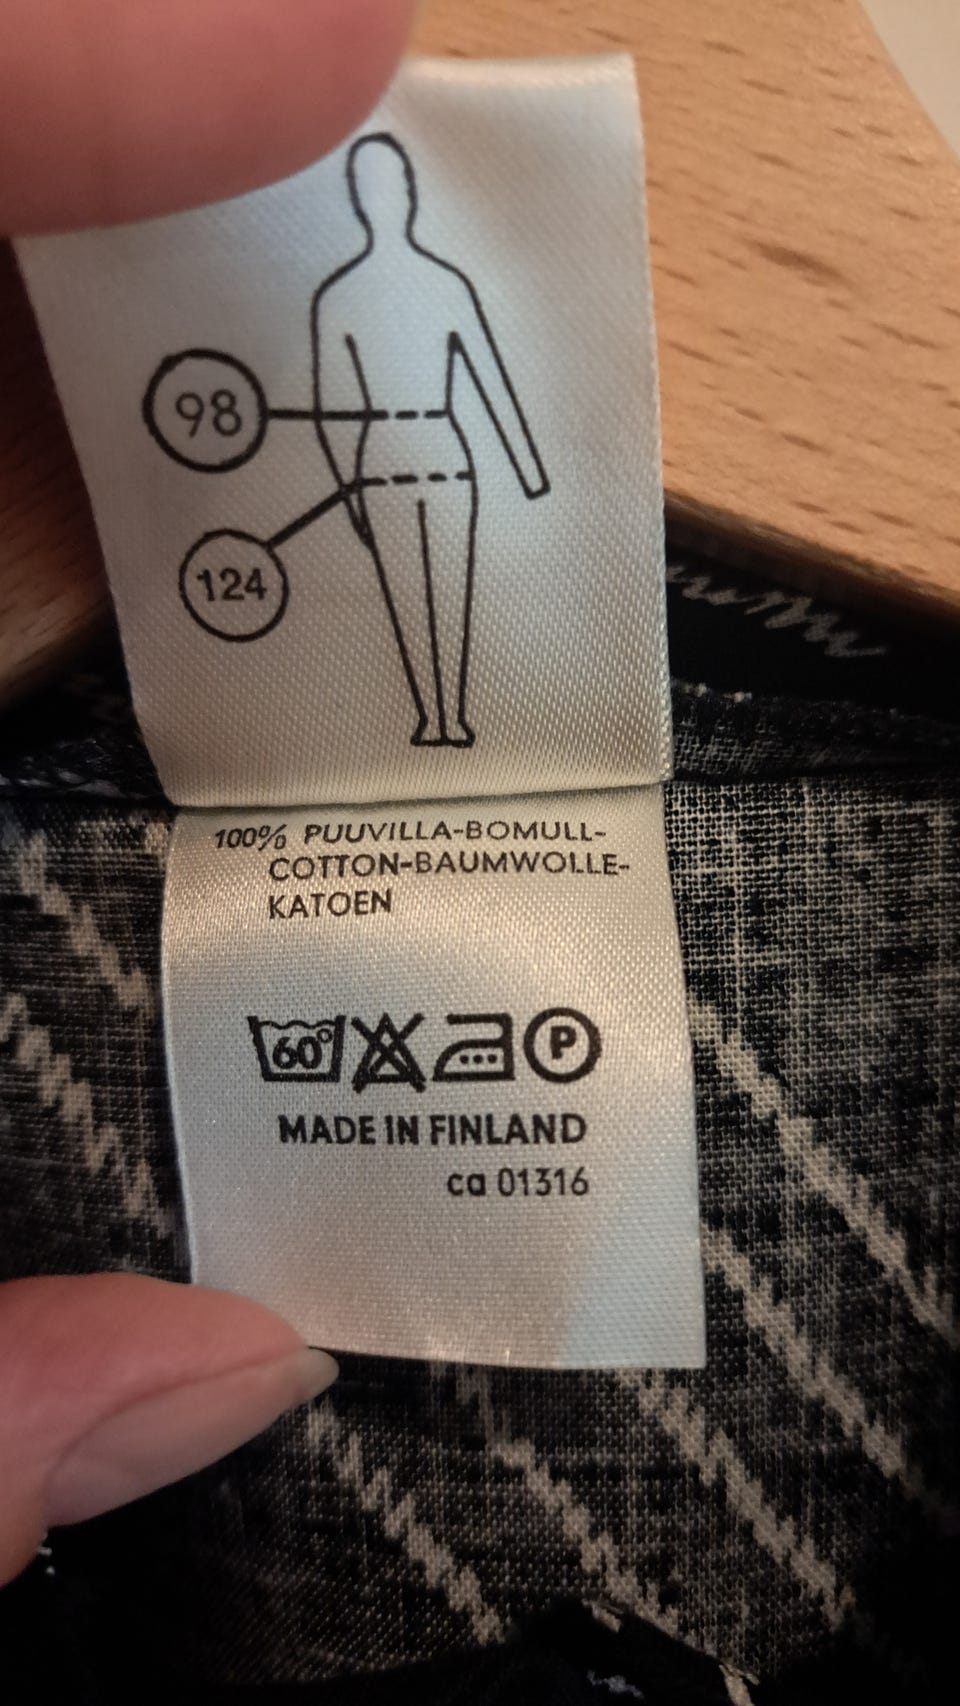 98
124
100% PUUVILLA-BOMULL-
COTTON-BAUMWOLLE-
KATOEN
60° P
MADE IN FINLAND
ca 01316